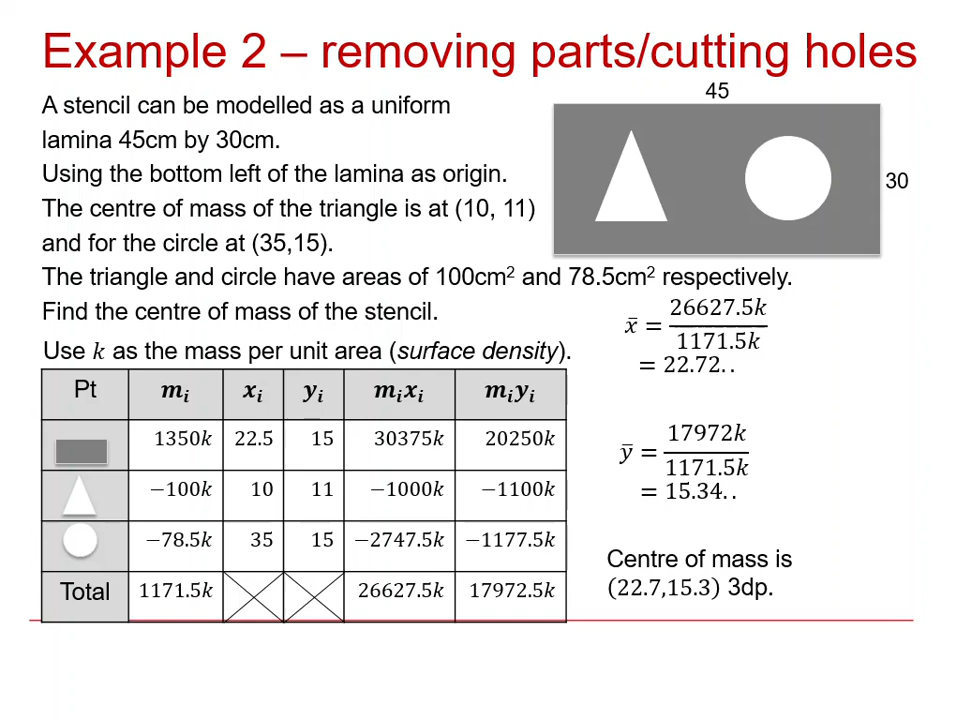 Example 2 – removing parts/cutting holes
45
A stencil can be modelled as a uniform
lamina 45cm by 30cm.
Using the bottom left of the lamina as origin.
30
The centre of mass of the triangle is at (10, 11)
and for the circle at (35,15).
The triangle and circle have areas of 100cm² and 78.5cm² respectively.
Find the centre of mass of the stencil.
Use k as the mass per unit area (surface density).
Pt mᵢ xᵢ yᵢ mᵢxᵢ mᵢyᵢ
1350k 22.5 15 30375k 20250k
−100k 10 11 −1000k −1100k
−78.5k 35 15 −2747.5k −1177.5k
Total 1171.5k 26627.5k 17972.5k
x̄ = 26627.5k / 1171.5k
= 22.72. .
ȳ = 17972k / 1171.5k
= 15.34. .
Centre of mass is
(22.7,15.3) 3dp.